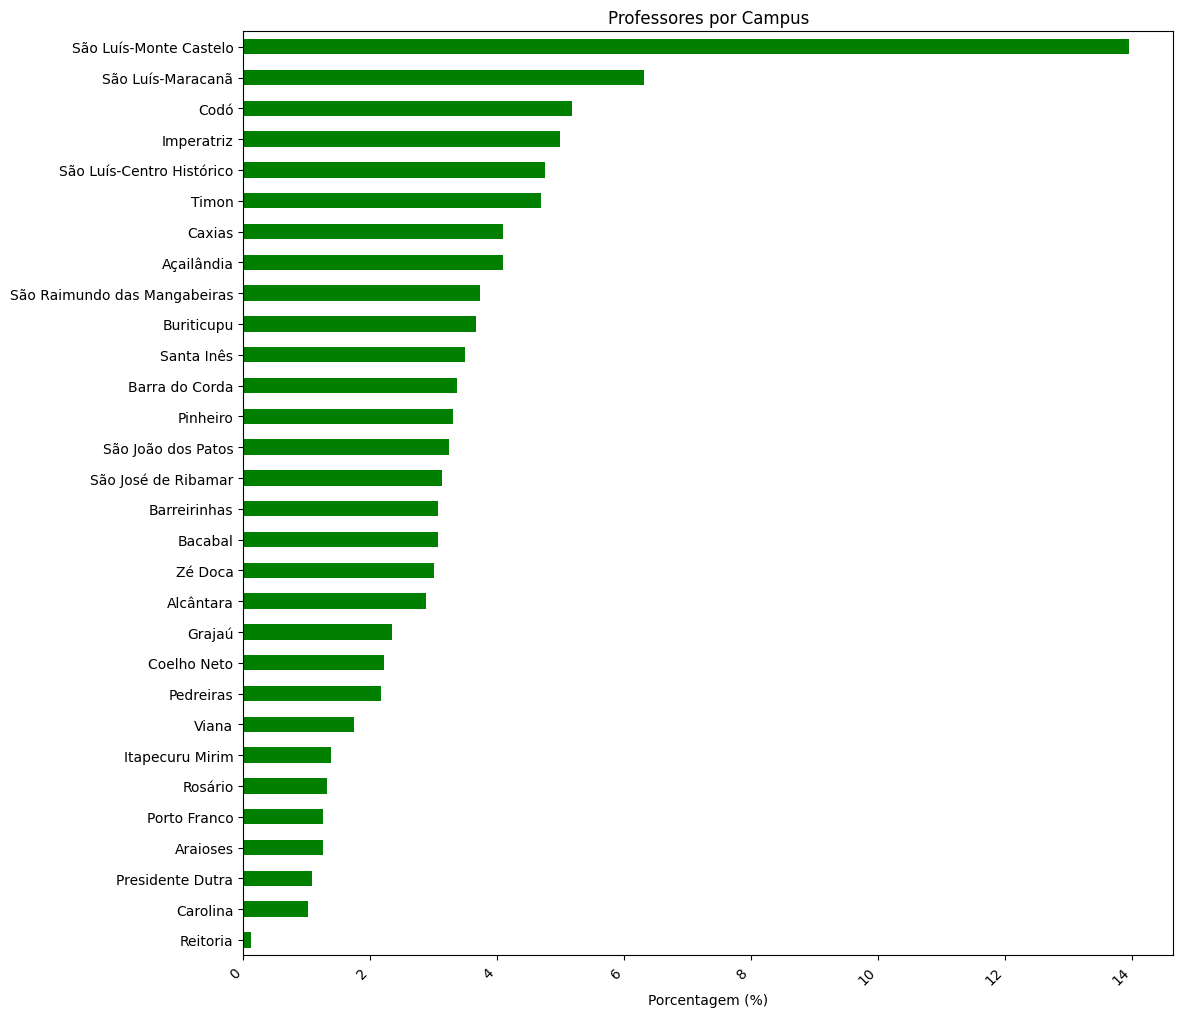 Professores por Campus
São Luís-Monte Castelo
São Luís-Maracanã
Codó
Imperatriz
São Luís-Centro Histórico
Timon
Caxias
Açailândia
São Raimundo das Mangabeiras
Buriticupu
Santa Inês
Barra do Corda
Pinheiro
São João dos Patos
São José de Ribamar
Barreirinhas
Bacabal
Zé Doca
Alcântara
Grajaú
Coelho Neto
Pedreiras
Viana
Itapecuru Mirim
Rosário
Porto Franco
Araioses
Presidente Dutra
Carolina
Reitoria
0 2 4 6 8 10 12 14
Porcentagem (%)